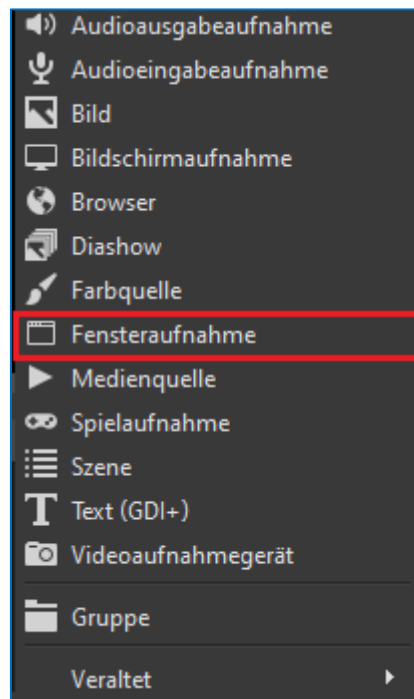 Audioausgabeaufnahme
Audioeingabeaufnahme
Bild
Bildschirmaufnahme
Browser
Diashow
Farbquelle
Fensteraufnahme
Medienquelle
Spielaufnahme
Szene
Text (GDI+)
Videoaufnahmegerät
Gruppe
Veraltet